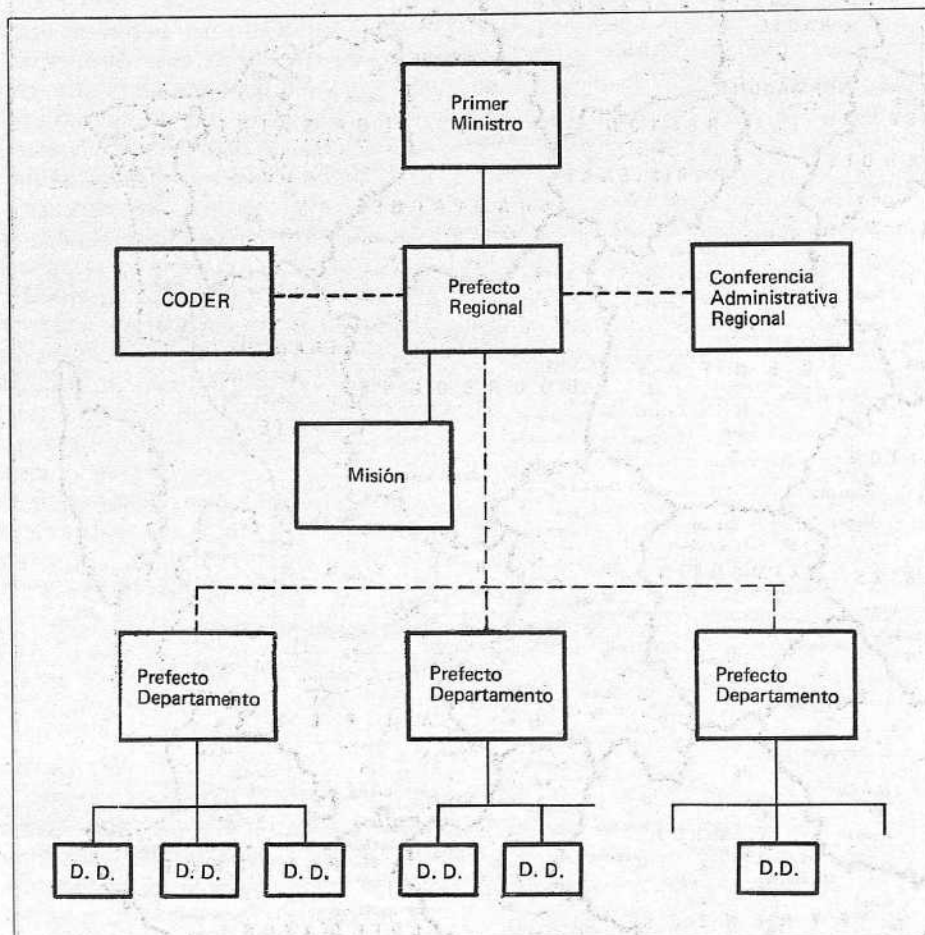 Primer
Ministro
CODER
Prefecto
Regional
Conferencia
Administrativa
Regional
Misión
Prefecto
Departamento
Prefecto
Departamento
Prefecto
Departamento
D. D.
D. D.
D. D.
D. D.
D. D.
D.D.